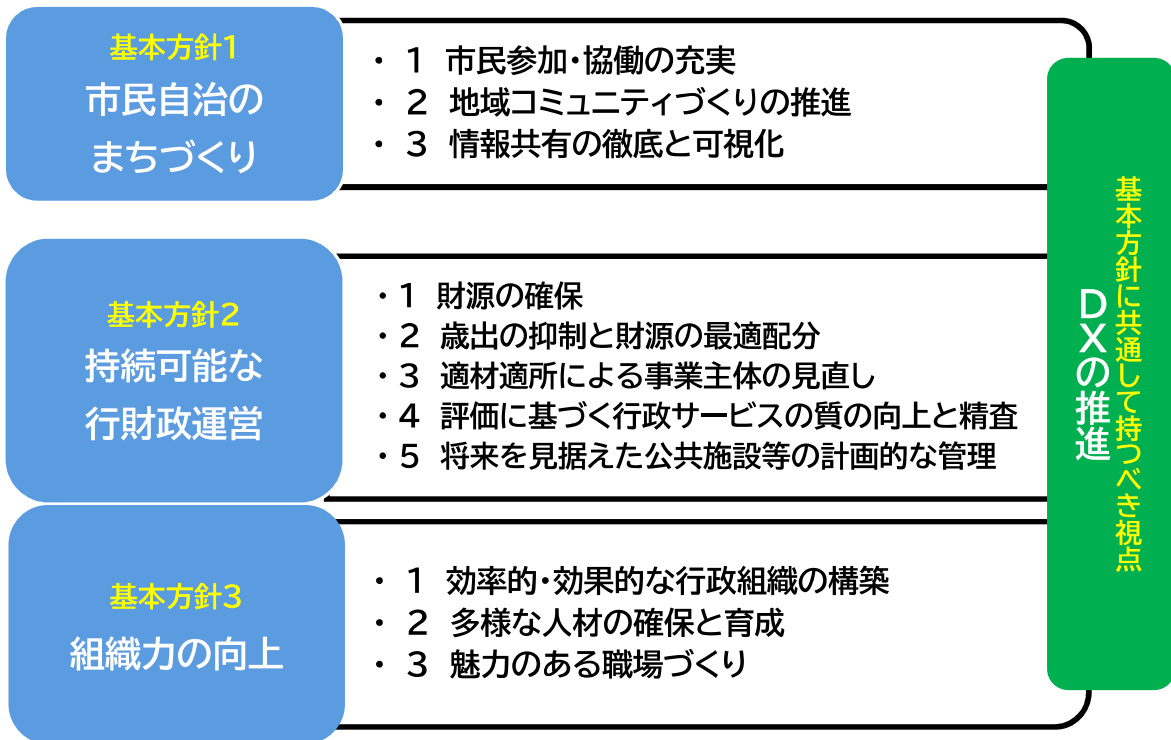 基本方針1
市民自治の
まちづくり
・ 1 市民参加・協働の充実
・ 2 地域コミュニティづくりの推進
・ 3 情報共有の徹底と可視化
基本方針2
持続可能な
行財政運営
・1 財源の確保
・2 歳出の抑制と財源の最適配分
・3 適材適所による事業主体の見直し
・4 評価に基づく行政サービスの質の向上と精査
・5 将来を見据えた公共施設等の計画的な管理
基本方針3
組織力の向上
・ 1 効率的・効果的な行政組織の構築
・ 2 多様な人材の確保と育成
・ 3 魅力のある職場づくり
基本方針に共通して持つべき視点
DXの推進